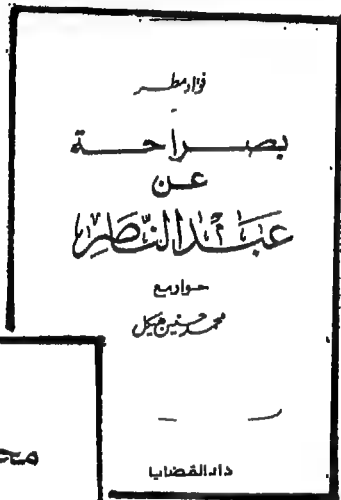 فؤاد مطر
بصراحة
عن
عبد الناصر
حوار مع
محمد حسنين هيكل
دار القضايا